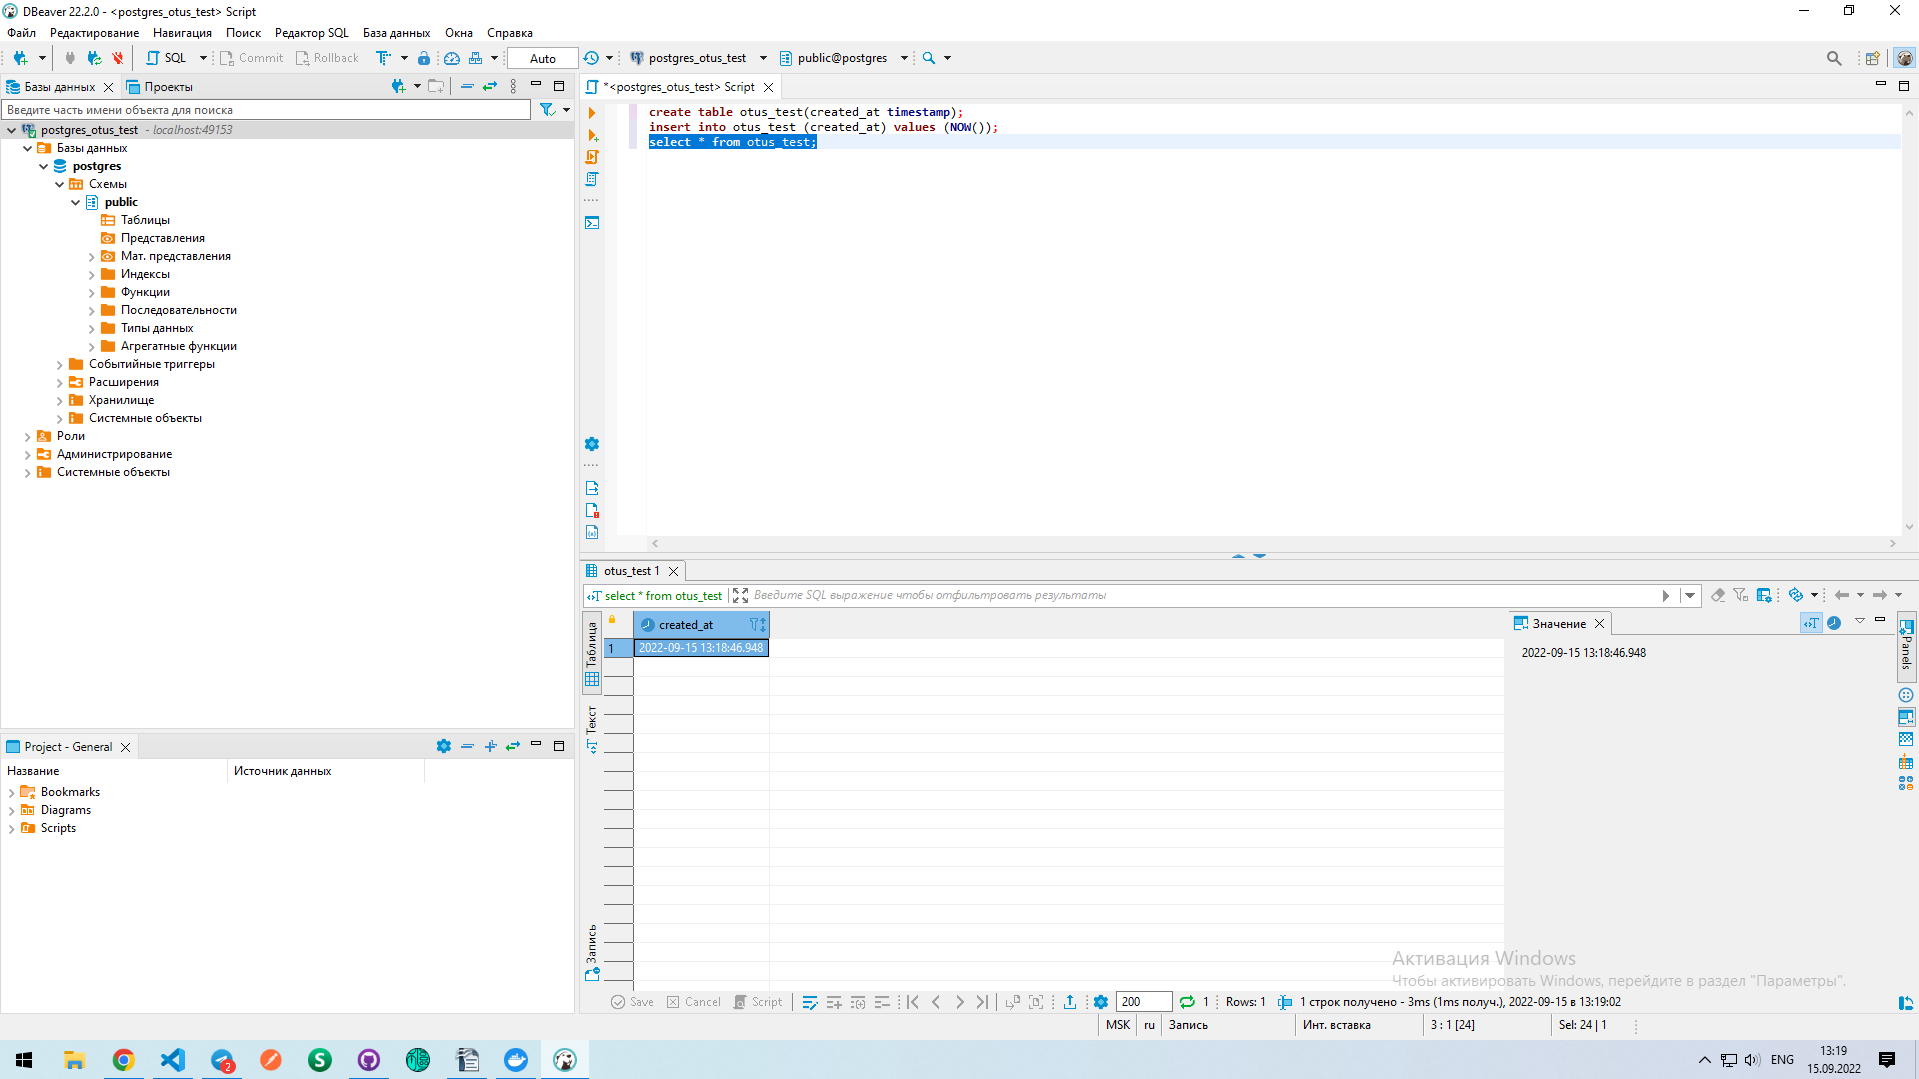 DBeaver 22.2.0 - <postgres_otus_test> Script
Файл Редактирование Навигация Поиск Редактор SQL База данных Окна Справка
SQL Commit Rollback Auto postgres_otus_test public@postgres
Базы данных Проекты
Введите часть имени объекта для поиска
postgres_otus_test - localhost:49153
Базы данных
postgres
Схемы
public
Таблицы
Представления
Мат. представления
Индексы
Функции
Последовательности
Типы данных
Агрегатные функции
Событийные триггеры
Расширения
Хранилище
Системные объекты
Роли
Администрирование
Системные объекты
Project - General
Название Источник данных
Bookmarks
Diagrams
Scripts
*<postgres_otus_test> Script
create table otus_test(created_at timestamp);
insert into otus_test (created_at) values (NOW());
select * from otus_test;
otus_test 1
select * from otus_test Введите SQL выражение чтобы отфильтровать результаты
Таблица
Текст
Запись
created_at
1 2022-09-15 13:18:46.948
Значение
2022-09-15 13:18:46.948
Panels
Активация Windows
Чтобы активировать Windows, перейдите в раздел "Параметры".
Save Cancel Script 200 1 Rows: 1 1 строк получено - 3ms (1ms получ.), 2022-09-15 в 13:19:02
MSK ru Запись Инт. вставка 3 : 1 [24] Sel: 24 | 1
2
ENG
13:19
15.09.2022